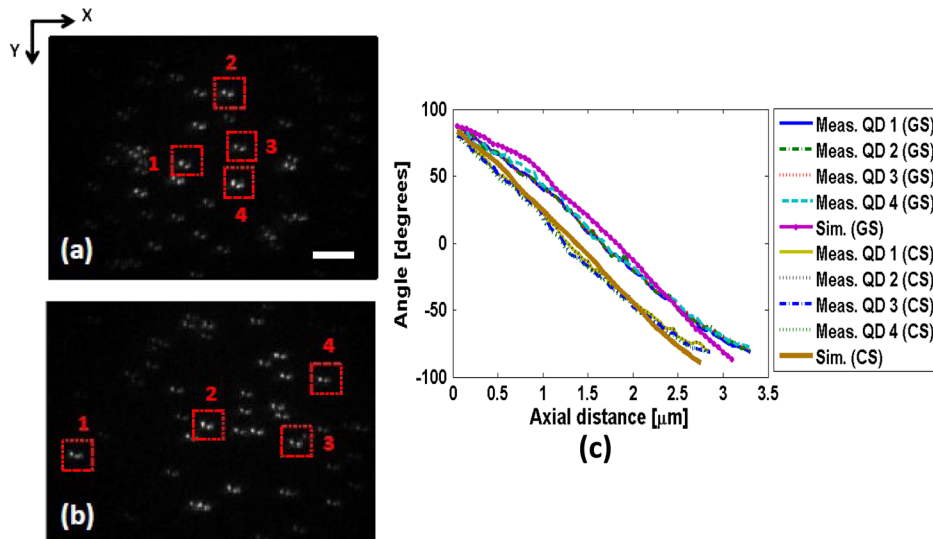 X
Y
2
1
3
4
(a)
4
2
1
3
(b)
100
50
0
-50
-100
Angle [degrees]
0 0.5 1 1.5 2 2.5 3 3.5
Axial distance [μm]
(c)
Meas. QD 1 (GS)
Meas. QD 2 (GS)
Meas. QD 3 (GS)
Meas. QD 4 (GS)
Sim. (GS)
Meas. QD 1 (CS)
Meas. QD 2 (CS)
Meas. QD 3 (CS)
Meas. QD 4 (CS)
Sim. (CS)